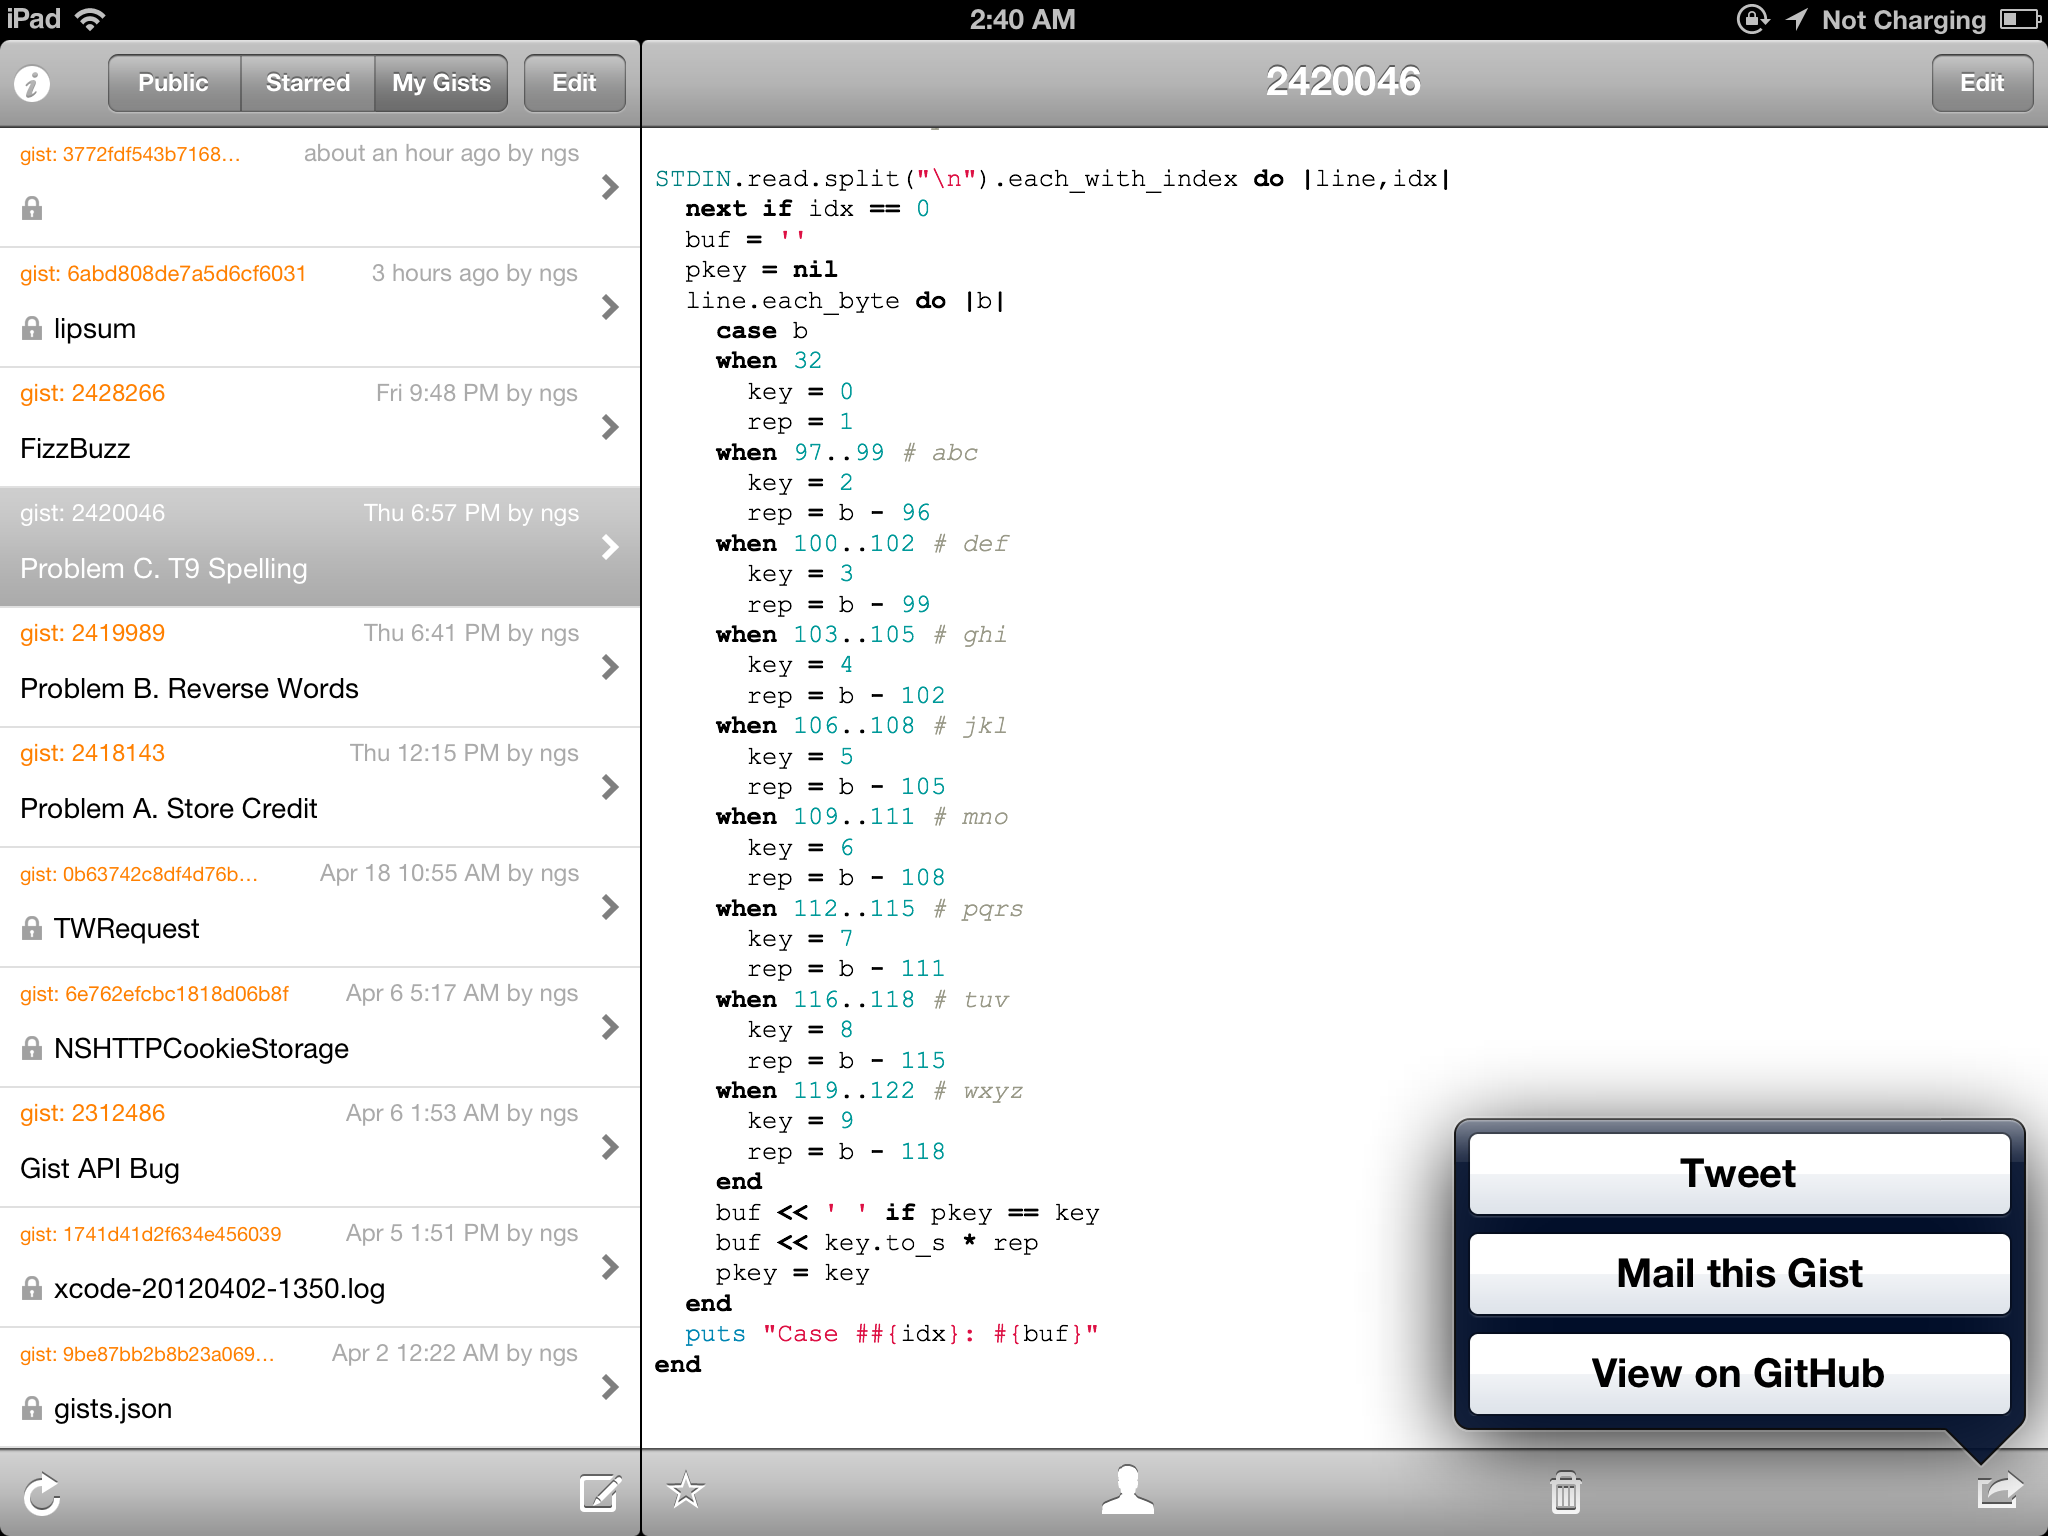 iPad
2:40 AM
Not Charging
Public
Starred
My Gists
Edit
2420046
Edit
gist: 3772fdf543b7168...
about an hour ago by ngs
gist: 6abd808de7a5d6cf6031
3 hours ago by ngs
lipsum
gist: 2428266
Fri 9:48 PM by ngs
FizzBuzz
gist: 2420046
Thu 6:57 PM by ngs
Problem C. T9 Spelling
gist: 2419989
Thu 6:41 PM by ngs
Problem B. Reverse Words
gist: 2418143
Thu 12:15 PM by ngs
Problem A. Store Credit
gist: 0b63742c8df4d76b...
Apr 18 10:55 AM by ngs
TWRequest
gist: 6e762efcbc1818d06b8f
Apr 6 5:17 AM by ngs
NSHTTPCookieStorage
gist: 2312486
Apr 6 1:53 AM by ngs
Gist API Bug
gist: 1741d41d2f634e456039
Apr 5 1:51 PM by ngs
xcode-20120402-1350.log
gist: 9be87bb2b8b23a069...
Apr 2 12:22 AM by ngs
gists.json
STDIN.read.split("\n").each_with_index do |line,idx|
  next if idx == 0
  buf = ''
  pkey = nil
  line.each_byte do |b|
    case b
    when 32
      key = 0
      rep = 1
    when 97..99 # abc
      key = 2
      rep = b - 96
    when 100..102 # def
      key = 3
      rep = b - 99
    when 103..105 # ghi
      key = 4
      rep = b - 102
    when 106..108 # jkl
      key = 5
      rep = b - 105
    when 109..111 # mno
      key = 6
      rep = b - 108
    when 112..115 # pqrs
      key = 7
      rep = b - 111
    when 116..118 # tuv
      key = 8
      rep = b - 115
    when 119..122 # wxyz
      key = 9
      rep = b - 118
    end
    buf << ' ' if pkey == key
    buf << key.to_s * rep
    pkey = key
  end
  puts "Case ##{idx}: #{buf}"
end
Tweet
Mail this Gist
View on GitHub